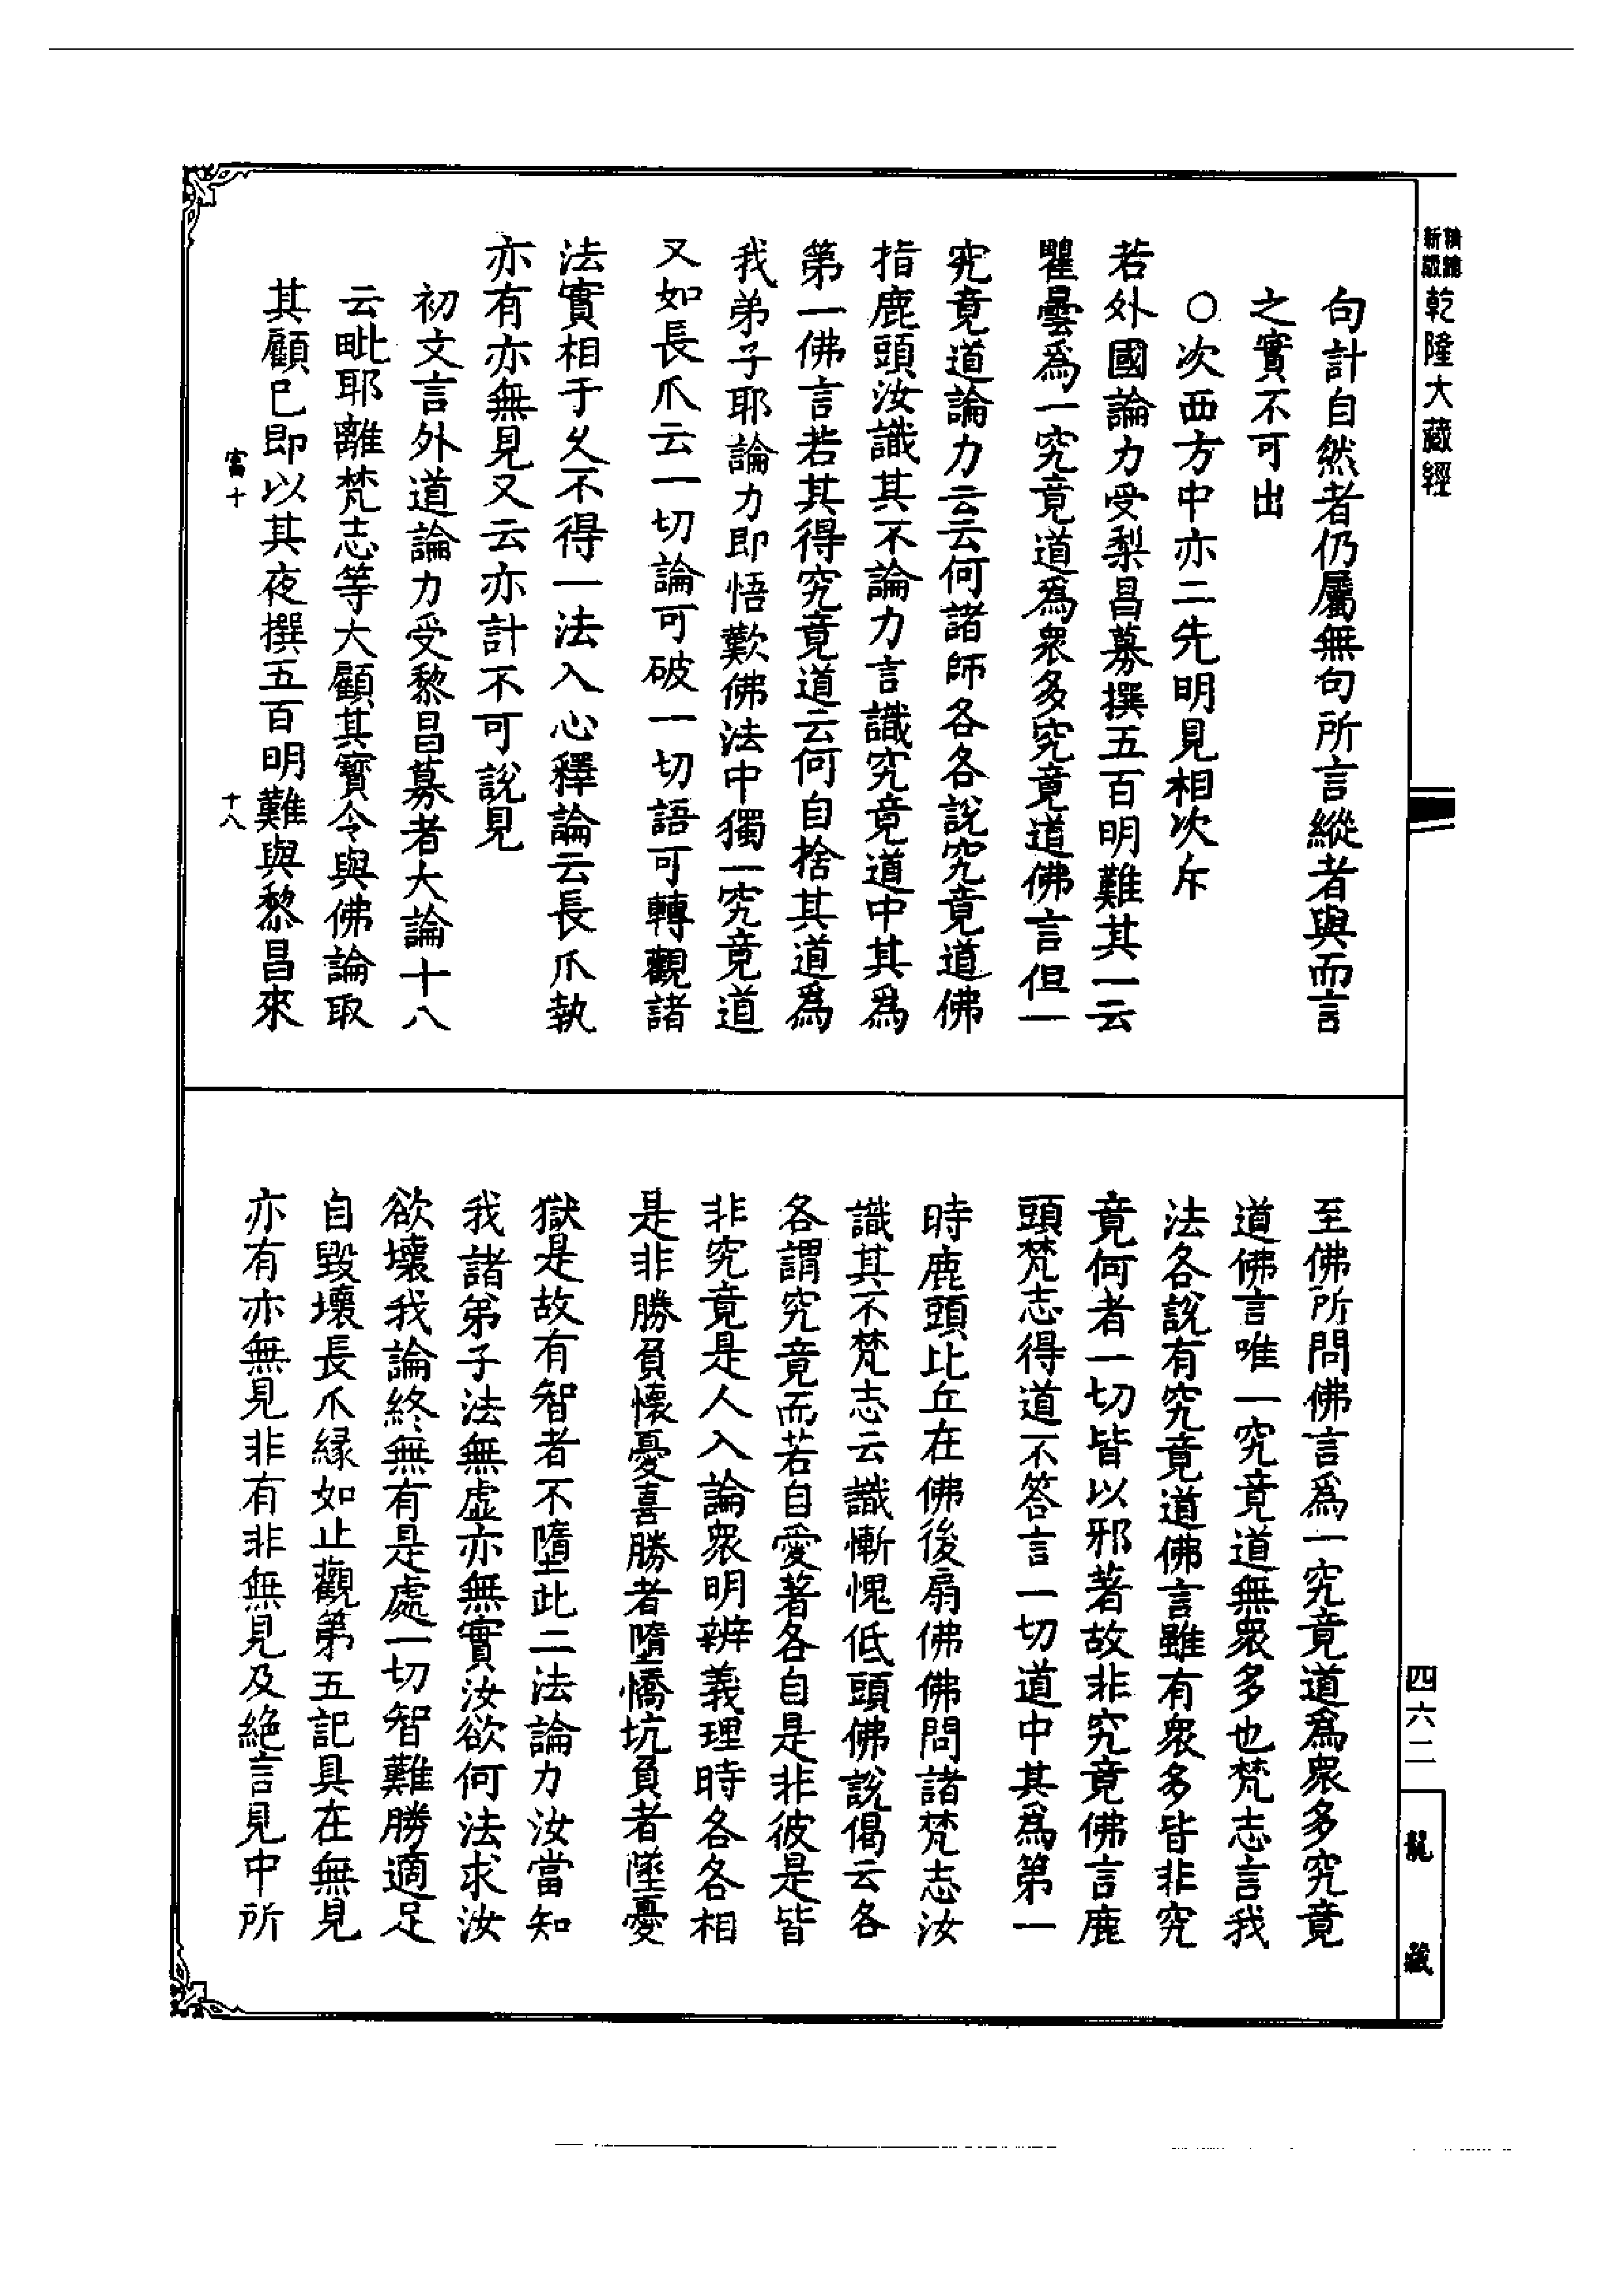 精縮新版乾隆大藏經
句計自然者仍屬無句所言縱者與而言
之實不可出
○次西方中亦二先明見相次斥
若外國論力受梨昌募撰五百明難其一云
瞿曇爲一究竟道爲衆多究竟道佛言但一
究竟道論力云云何諸師各各說究竟道佛
指鹿頭汝識其不論力言識究竟道中其爲
第一佛言若其得究竟道云何自捨其道爲
我弟子耶論力即悟歎佛法中獨一究竟道
又如長爪云一切論可破一切語可轉觀諸
法實相于乆不得一法入心釋論云長爪執
亦有亦無見又云亦計不可說見
初文言外道論力受黎昌募者大論十八
云毗耶離梵志等大顧其寶令與佛論取
其顧已即以其夜撰五百明難與黎昌來
富十
十八
至佛所問佛言爲一究竟道爲衆多究竟
道佛言唯一究竟道無衆多也梵志言我
法各說有究竟道佛言雖有衆多皆非究
竟何者一切皆以邪著故非究竟佛言鹿
頭梵志得道不答言一切道中其爲第一
時鹿頭比丘在佛後扇佛佛問諸梵志汝
識其不梵志云識慚愧低頭佛說偈云各
各謂究竟而若自愛著各自是非彼是皆
非究竟是人入論衆明辨義理時各各相
是非勝負懷憂喜勝者墮憍坑負者墜憂
獄是故有智者不墮此二法論力汝當知
我諸弟子法無虛亦無實汝欲何法求汝
欲壞我論終無有是處一切智難勝適足
自毀壞長爪緣如止觀第五記具在無見
亦有亦無見非有非無見及絕言見中所
四六二
龍藏